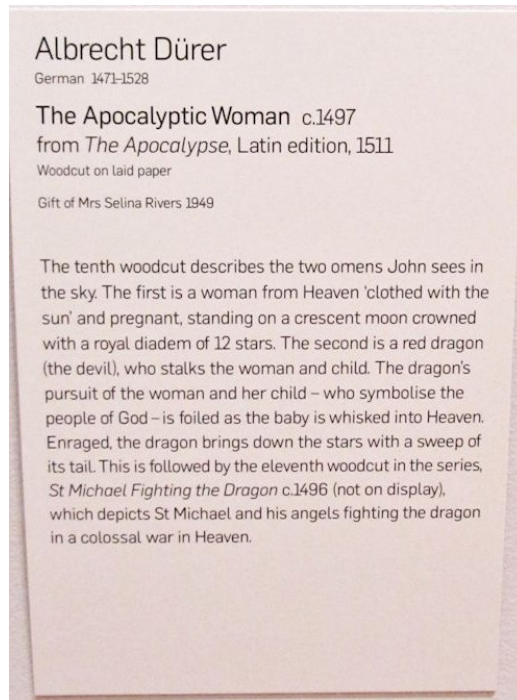 Albrecht Dürer
German 1471–1528
The Apocalyptic Woman c.1497
from The Apocalypse, Latin edition, 1511
Woodcut on laid paper
Gift of Mrs Selina Rivers 1949
The tenth woodcut describes the two omens John sees in
the sky. The first is a woman from Heaven ‘clothed with the
sun’ and pregnant, standing on a crescent moon crowned
with a royal diadem of 12 stars. The second is a red dragon
(the devil), who stalks the woman and child. The dragon’s
pursuit of the woman and her child – who symbolise the
people of God – is foiled as the baby is whisked into Heaven.
Enraged, the dragon brings down the stars with a sweep of
its tail. This is followed by the eleventh woodcut in the series,
St Michael Fighting the Dragon c.1496 (not on display),
which depicts St Michael and his angels fighting the dragon
in a colossal war in Heaven.